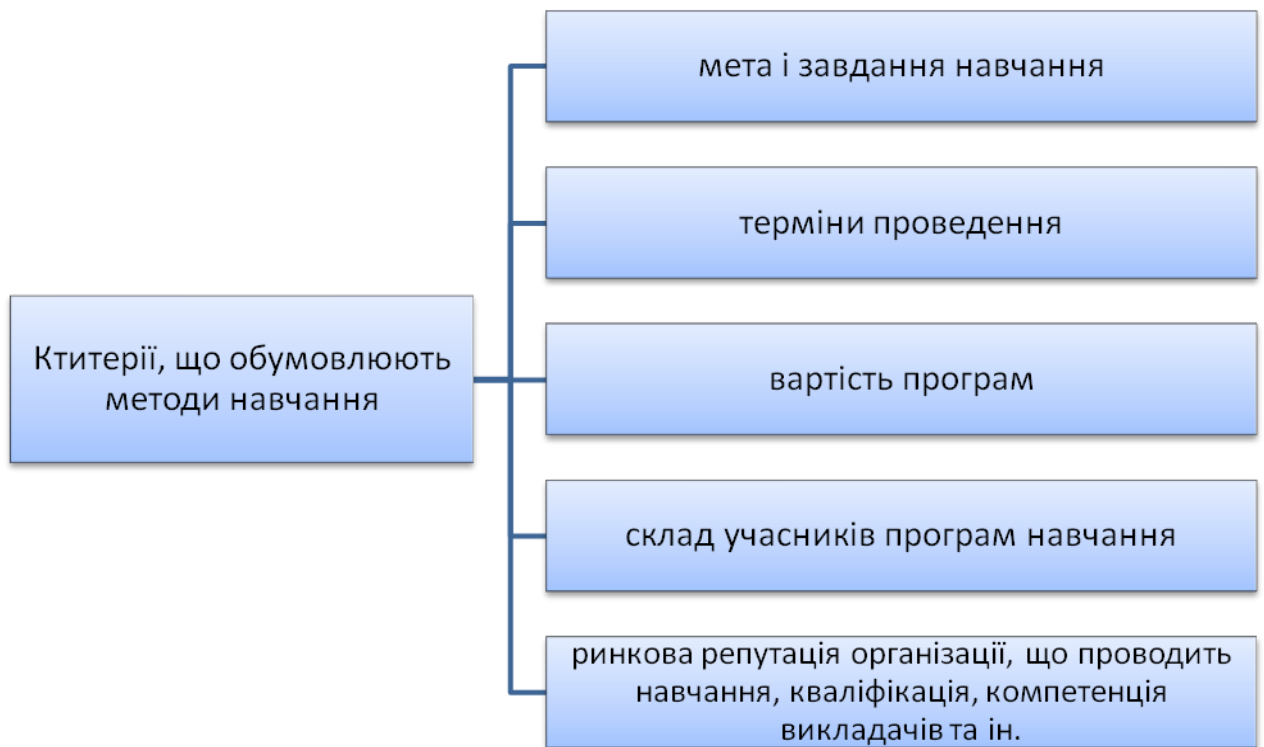 мета і завдання навчання
терміни проведення
Ктитерії, що обумовлюють
методи навчання
вартість програм
склад учасників програм навчання
ринкова репутація організації, що проводить
навчання, кваліфікація, компетенція
викладачів та ін.